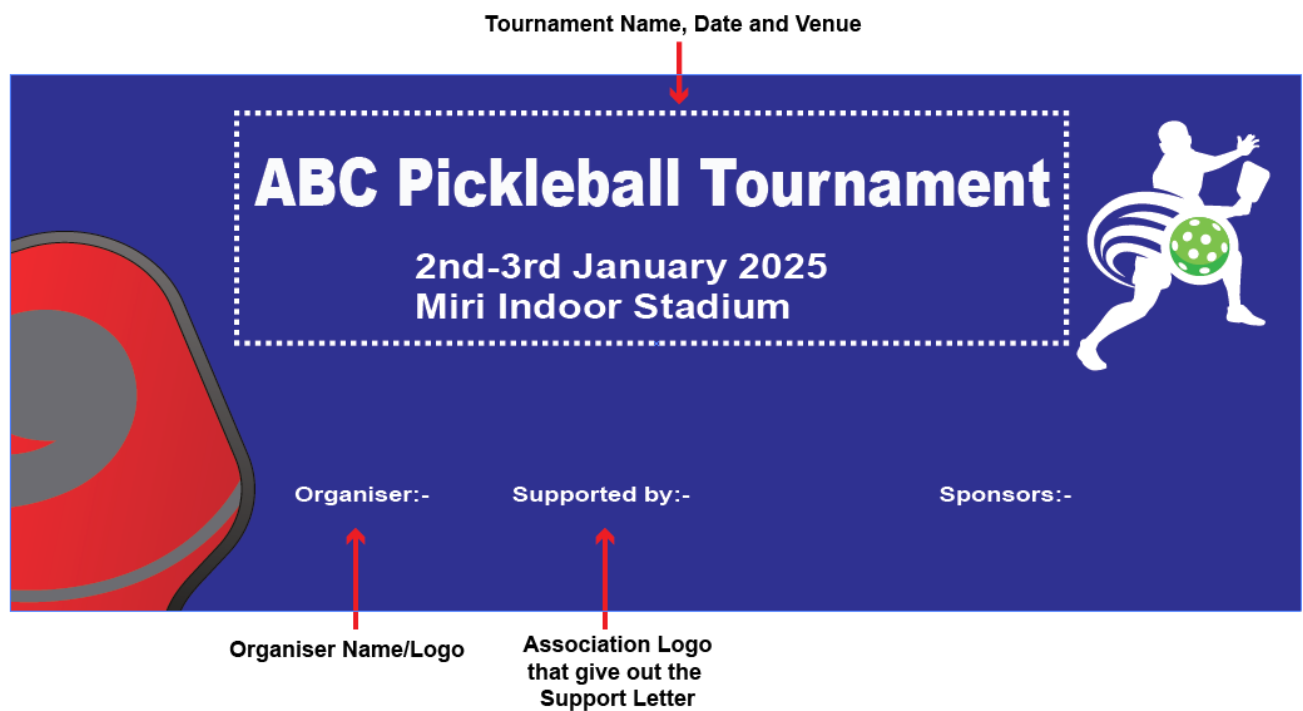 Tournament Name, Date and Venue
ABC Pickleball Tournament
2nd-3rd January 2025
Miri Indoor Stadium
Organiser:-
Supported by:-
Sponsors:-
Organiser Name/Logo
Association Logo
that give out the
Support Letter